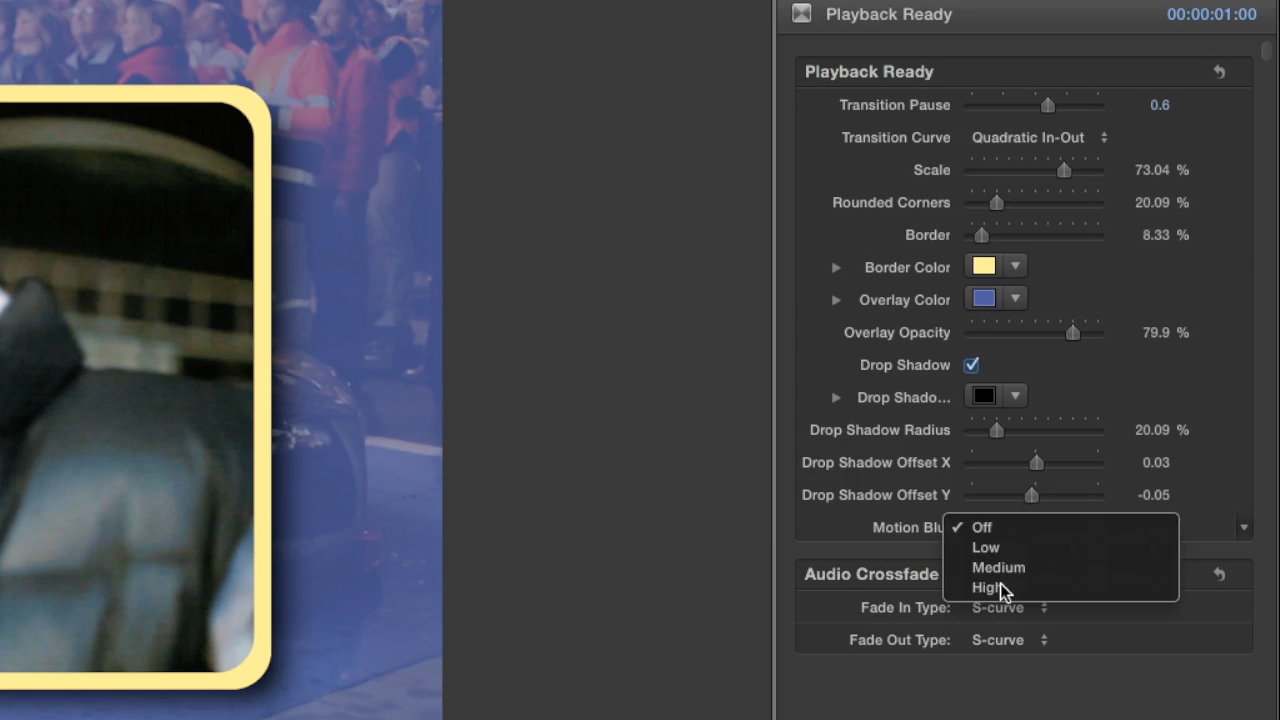 Playback Ready 00:00:01:00
Playback Ready
Transition Pause 0.6
Transition Curve Quadratic In-Out
Scale 73.04 %
Rounded Corners 20.09 %
Border 8.33 %
Border Color
Overlay Color
Overlay Opacity 79.9 %
Drop Shadow
Drop Shado...
Drop Shadow Radius 20.09 %
Drop Shadow Offset X 0.03
Drop Shadow Offset Y -0.05
Motion Blu ✓ Off
Low
Medium
High
Audio Crossfade
Fade In Type: S-curve
Fade Out Type: S-curve